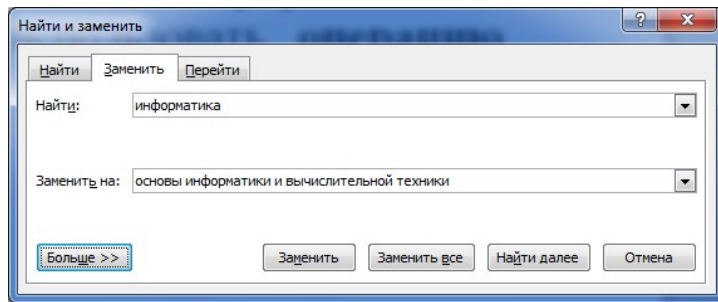 Найти и заменить
Найти Заменить Перейти
Найти: информатика
Заменить на: основы информатики и вычислительной техники
Больше >> Заменить Заменить все Найти далее Отмена